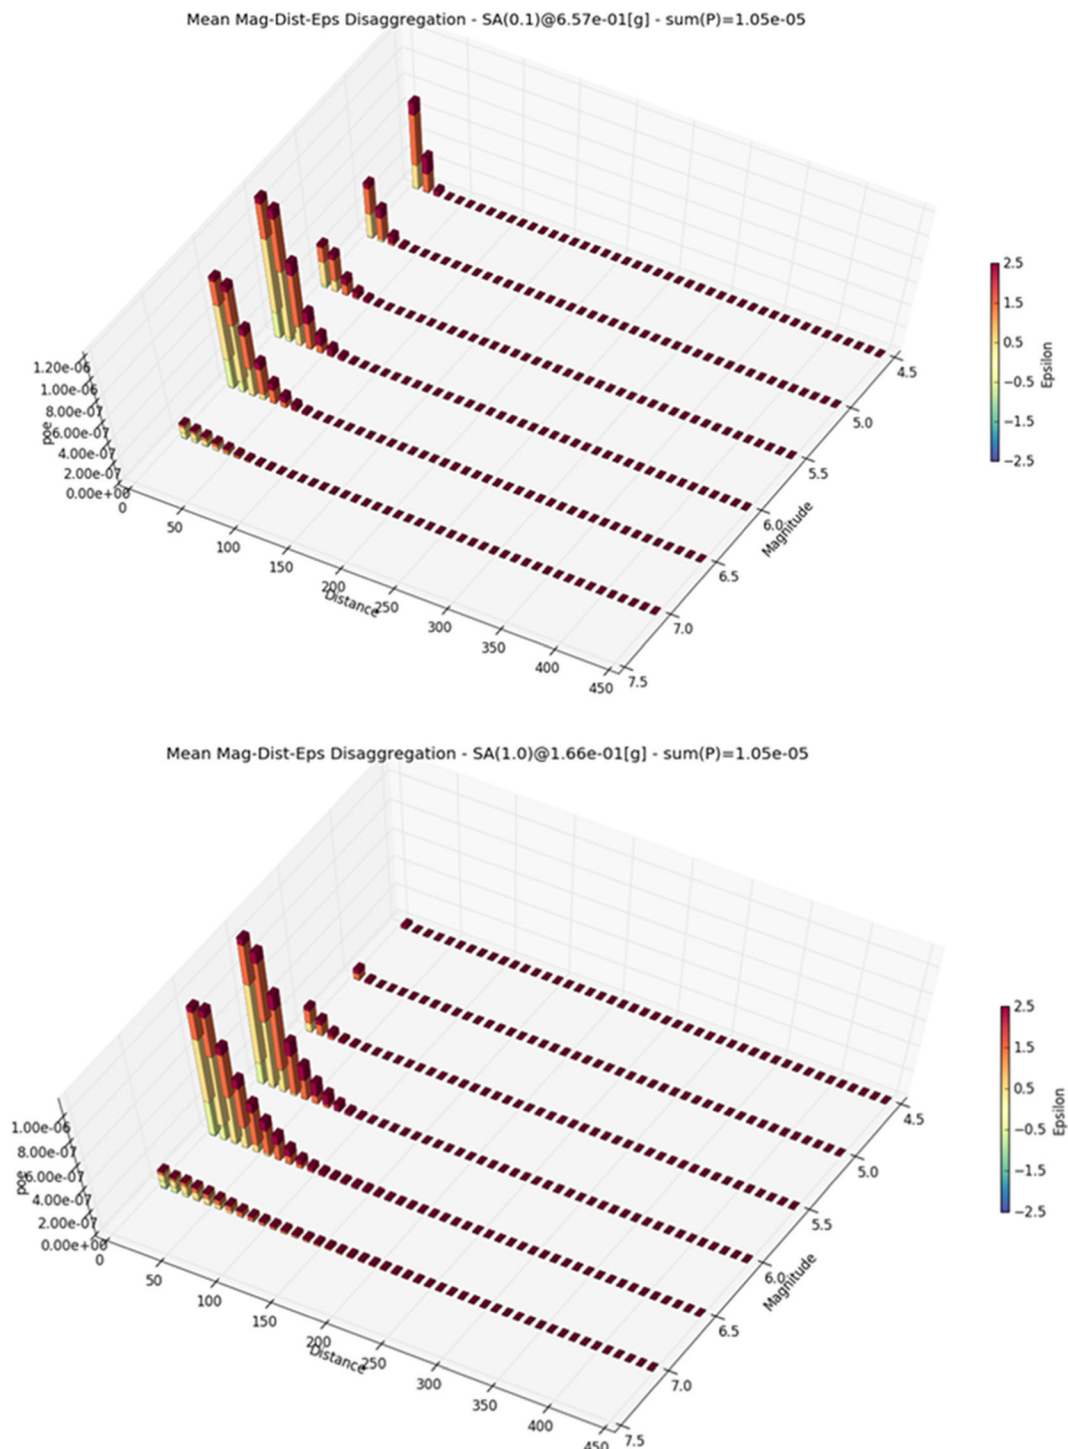 Mean Mag-Dist-Eps Disaggregation - SA(0.1)@6.57e-01[g] - sum(P)=1.05e-05
2.5
1.5
0.5
−0.5
−1.5
−2.5
Epsilon
1.20e-06
1.00e-06
8.00e-07
6.00e-07
4.00e-07
2.00e-07
0.00e+00
poe
0
50
100
150
200
250
300
350
400
450
Distance
4.5
5.0
5.5
6.0
6.5
7.0
7.5
Magnitude
Mean Mag-Dist-Eps Disaggregation - SA(1.0)@1.66e-01[g] - sum(P)=1.05e-05
2.5
1.5
0.5
−0.5
−1.5
−2.5
Epsilon
1.00e-06
8.00e-07
6.00e-07
4.00e-07
2.00e-07
0.00e+00
poe
0
50
100
150
200
250
300
350
400
450
Distance
4.5
5.0
5.5
6.0
6.5
7.0
7.5
Magnitude